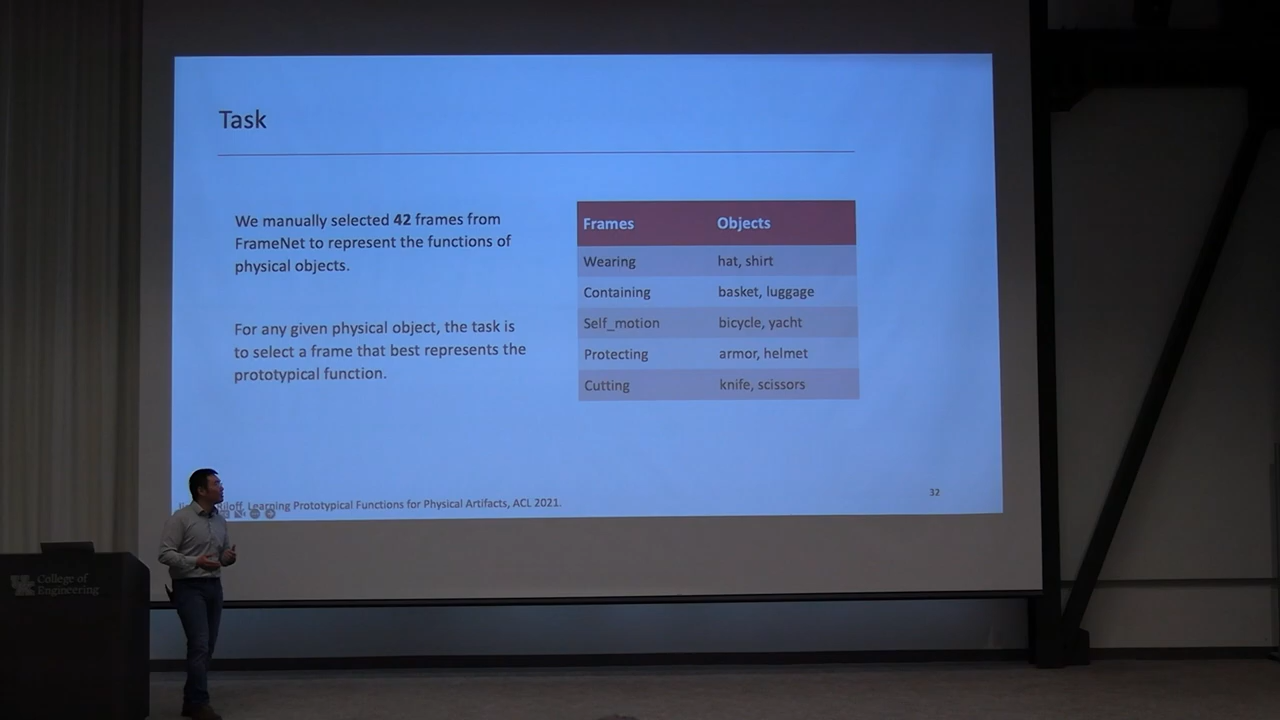 Task
We manually selected 42 frames from
FrameNet to represent the functions of
physical objects.
For any given physical object, the task is
to select a frame that best represents the
prototypical function.
Frames Objects
Wearing hat, shirt
Containing basket, luggage
Self_motion bicycle, yacht
Protecting armor, helmet
Cutting knife, scissors
Learning Prototypical Functions for Physical Artifacts, ACL 2021.
32
UK College of
Engineering